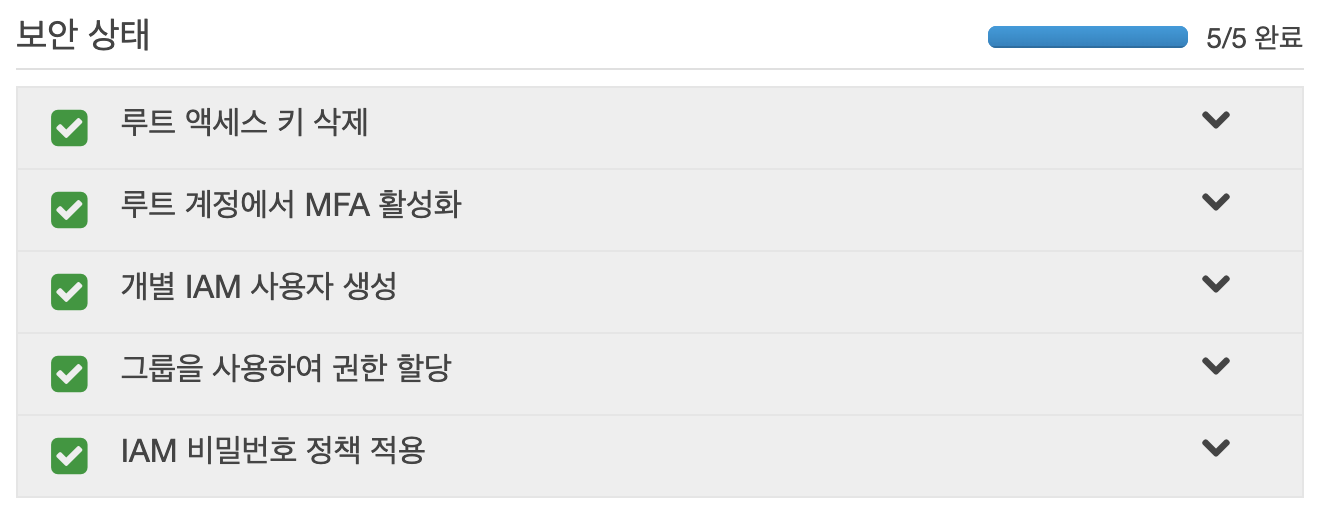 보안 상태
5/5 완료
루트 액세스 키 삭제
루트 계정에서 MFA 활성화
개별 IAM 사용자 생성
그룹을 사용하여 권한 할당
IAM 비밀번호 정책 적용